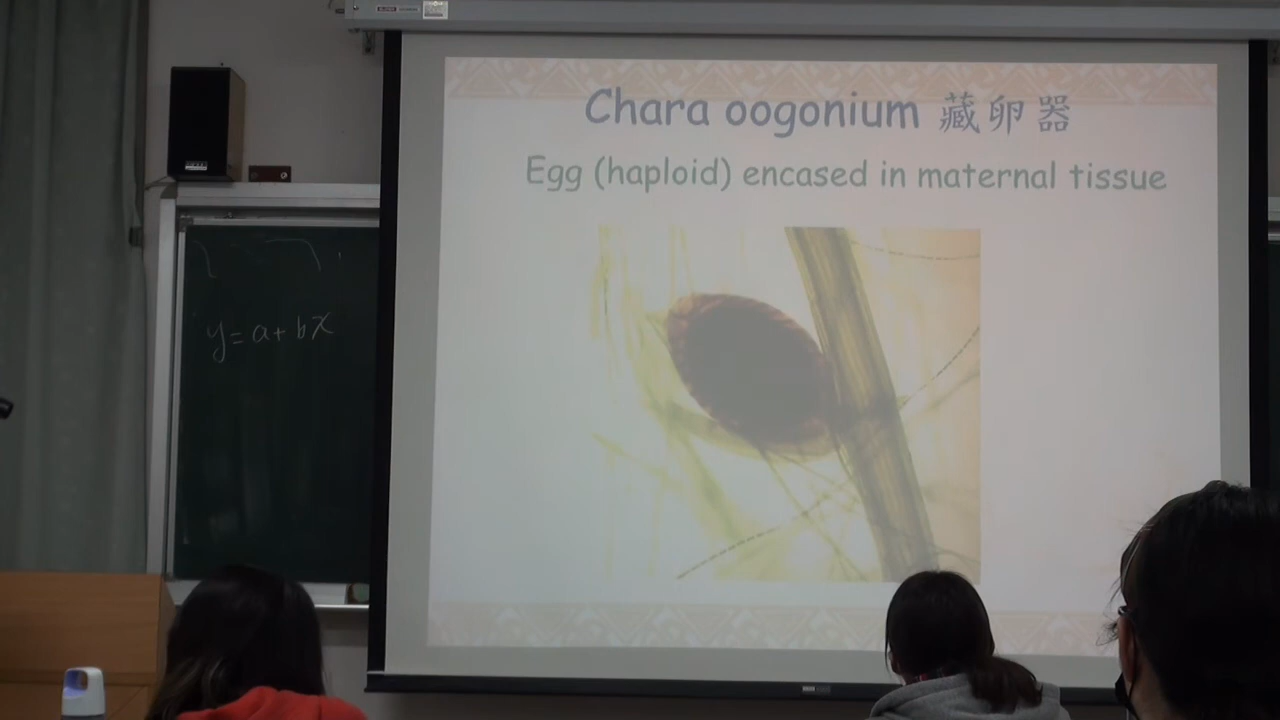 Chara oogonium 藏卵器
Egg (haploid) encased in maternal tissue
y=a+bx